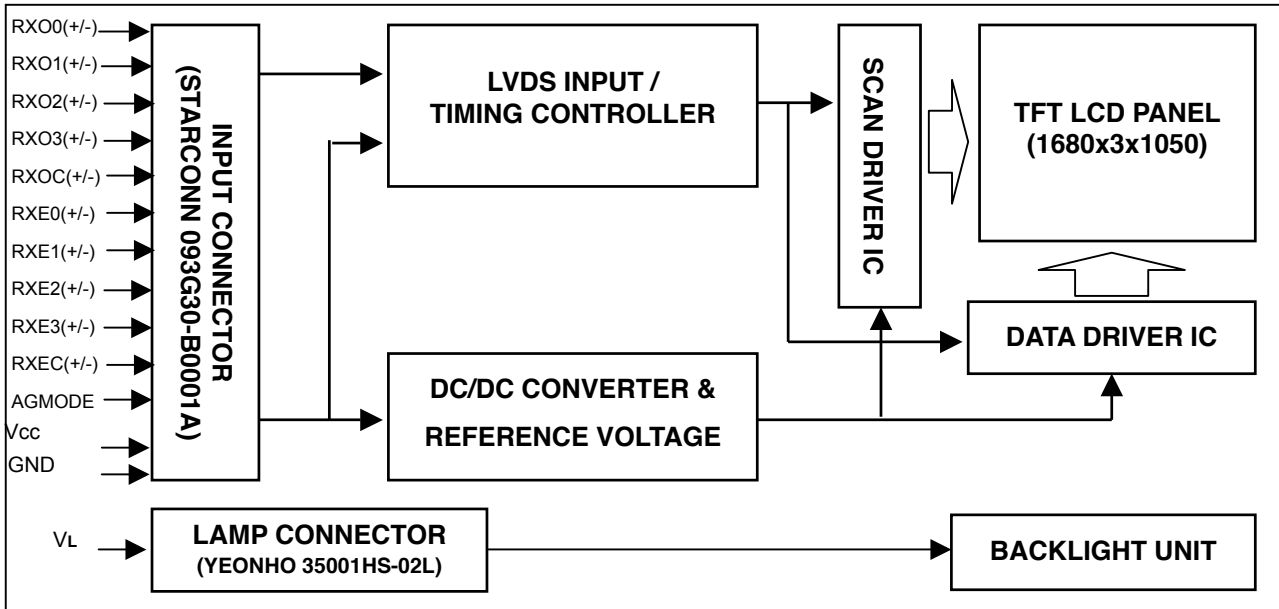 RXO0(+/-)
RXO1(+/-)
RXO2(+/-)
RXO3(+/-)
RXOC(+/-)
RXE0(+/-)
RXE1(+/-)
RXE2(+/-)
RXE3(+/-)
RXEC(+/-)
AGMODE
Vcc
GND
INPUT CONNECTOR
(STARCONN 093G30-B0001A)
LVDS INPUT /
TIMING CONTROLLER
SCAN DRIVER IC
TFT LCD PANEL
(1680x3x1050)
DATA DRIVER IC
DC/DC CONVERTER &
REFERENCE VOLTAGE
VL
LAMP CONNECTOR
(YEONHO 35001HS-02L)
BACKLIGHT UNIT